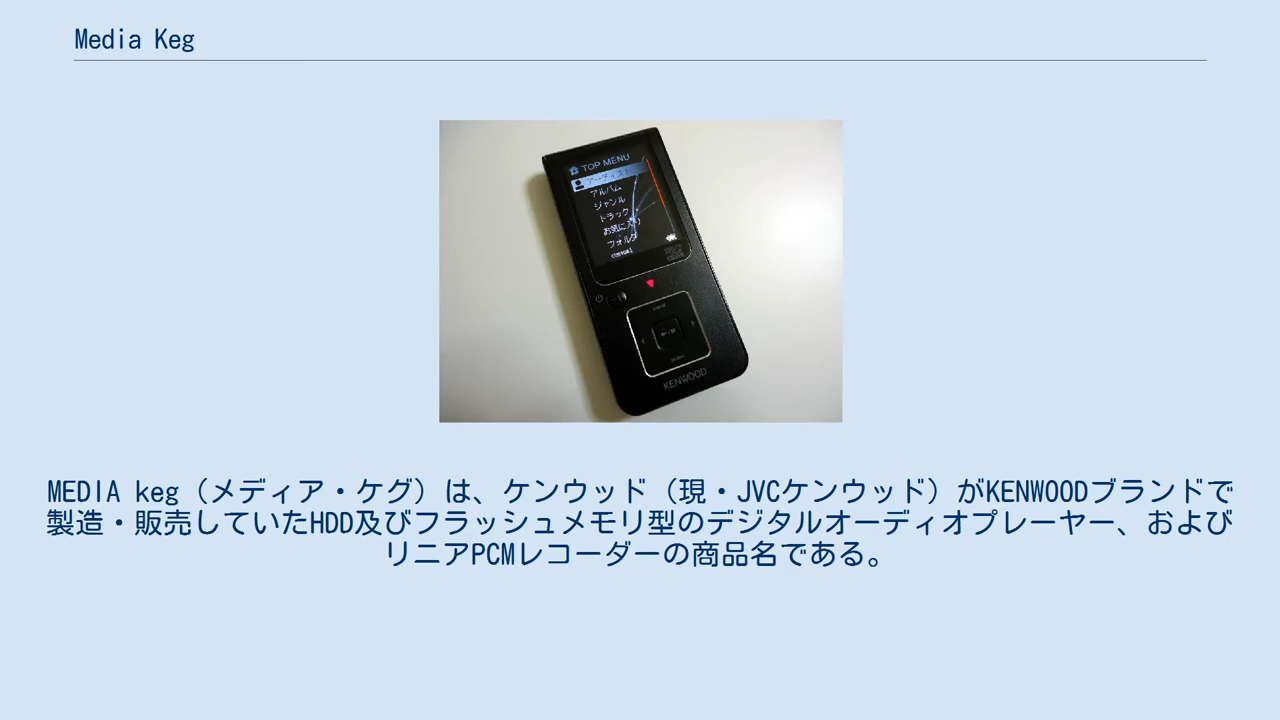 Media Keg
TOP MENU
アーティスト
アルバム
ジャンル
トラック
お気に入り
フォルダ
KENWOOD
MEDIA keg（メディア・ケグ）は、ケンウッド（現・JVCケンウッド）がKENWOODブランドで
製造・販売していたHDD及びフラッシュメモリ型のデジタルオーディオプレーヤー、および
リニアPCMレコーダーの商品名である。